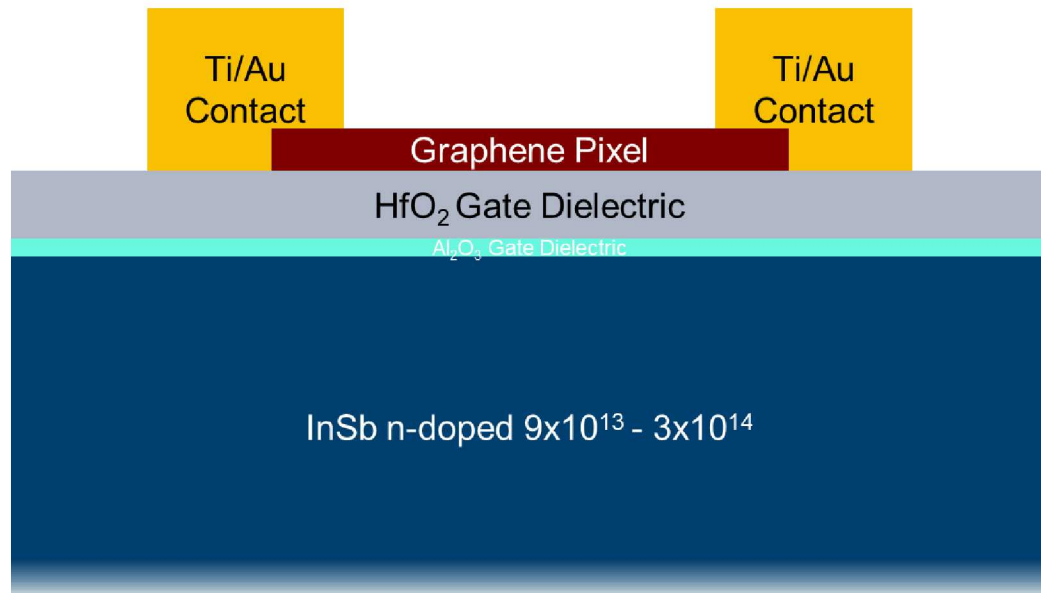 Ti/Au
Contact
Ti/Au
Contact
Graphene Pixel
HfO₂ Gate Dielectric
Al₂O₃ Gate Dielectric
InSb n-doped 9x10¹³ - 3x10¹⁴